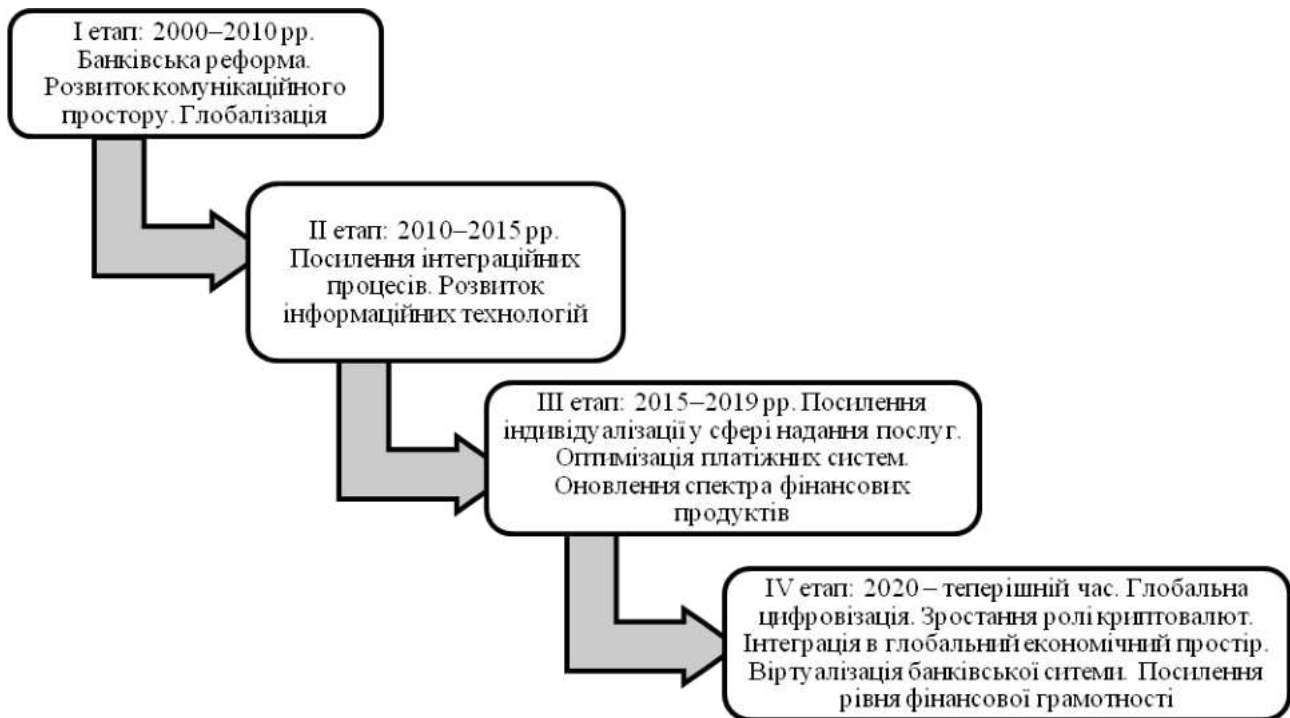 I етап: 2000–2010 рр.
Банківська реформа.
Розвиток комунікаційного
простору. Глобалізація
II етап: 2010–2015 рр.
Посилення інтеграційних
процесів. Розвиток
інформаційних технологій
III етап: 2015–2019 рр. Посилення
індивідуалізації у сфері надання послуг.
Оптимізація платіжних систем.
Оновлення спектра фінансових
продуктів
IV етап: 2020 – теперішній час. Глобальна
цифровізація. Зростання ролі криптовалют.
Інтеграція в глобальний економічний простір.
Віртуалізація банківської ситеми. Посилення
рівня фінансової грамотності